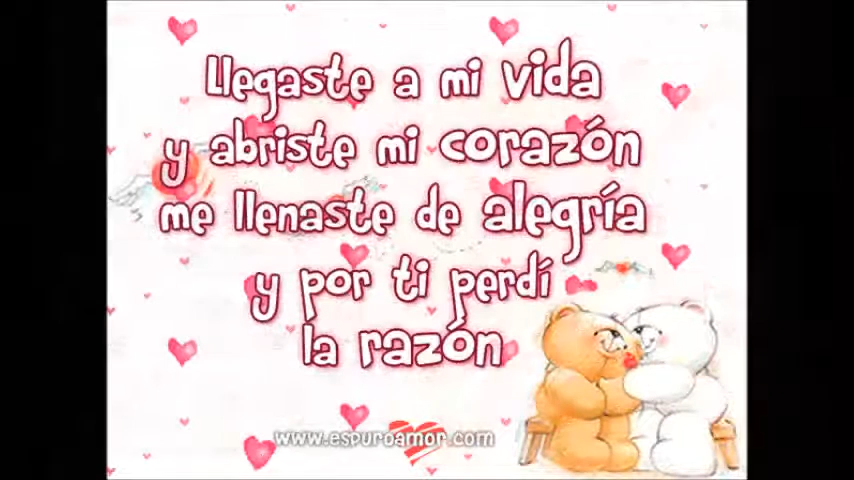 Llegaste a mi vida
y abriste mi corazón
me llenaste de alegría
y por ti perdí
la razón
www.espuroamor.com